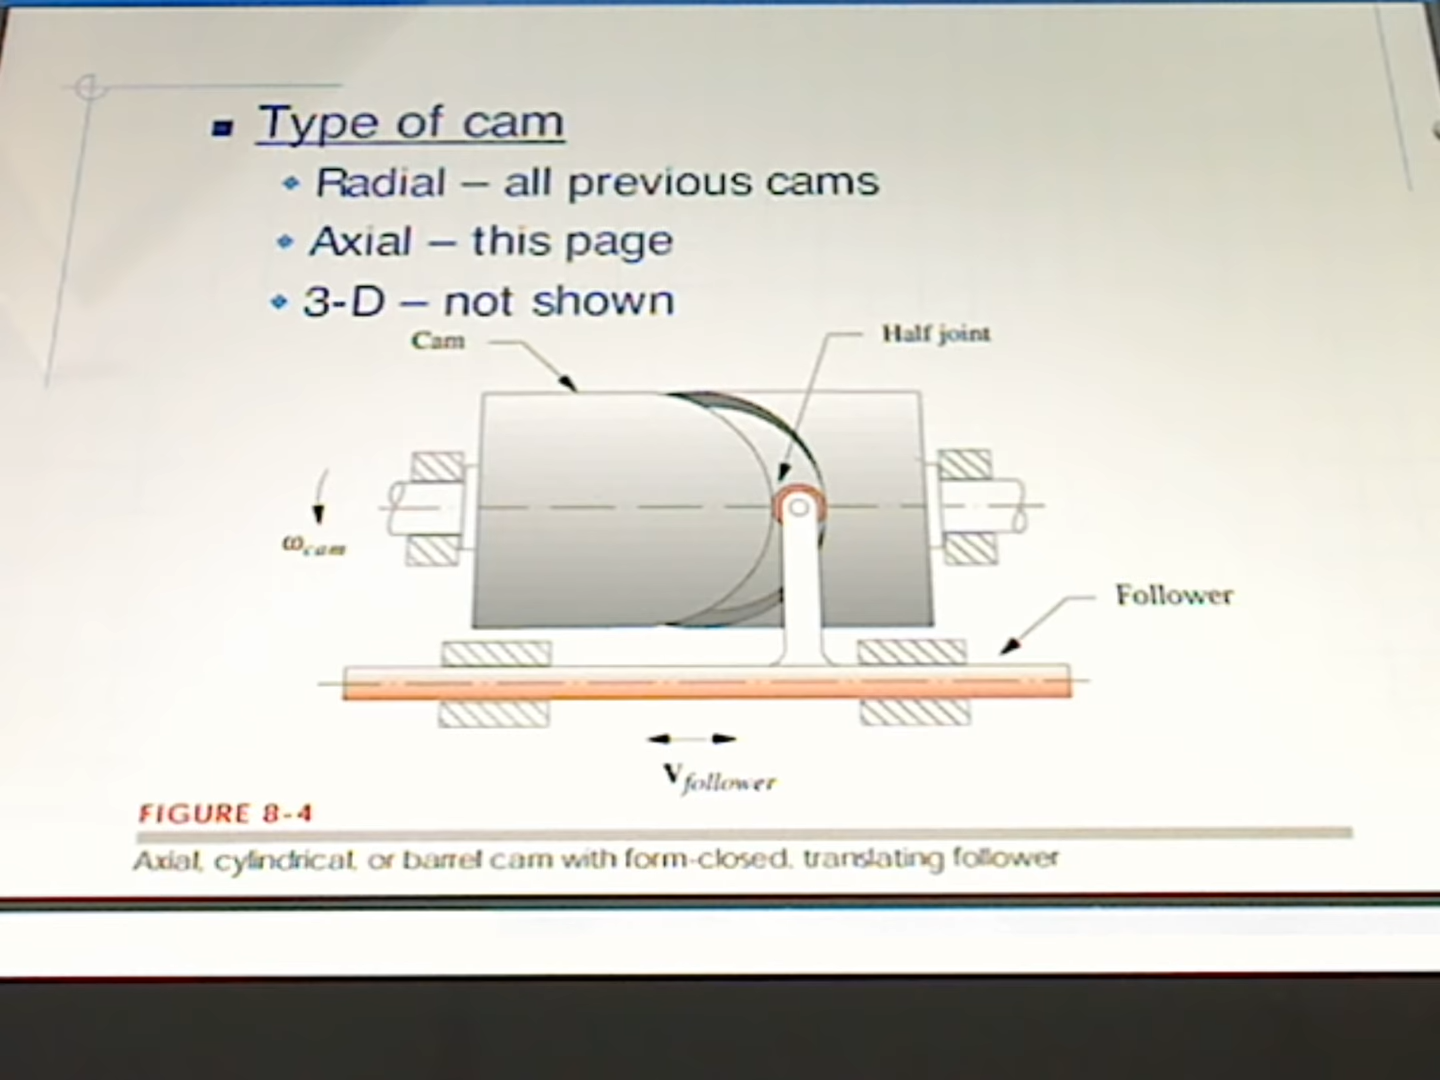 Type of cam
Radial – all previous cams
Axial – this page
3-D – not shown
Cam
Half joint
ωcam
Follower
Vfollower
FIGURE 8-4
Axial, cylindrical, or barrel cam with form-closed, translating follower